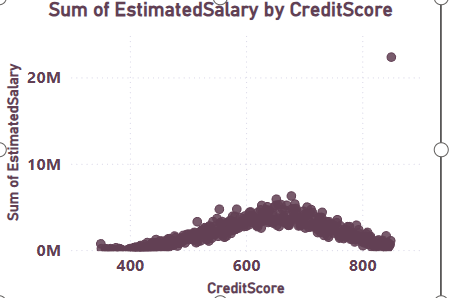 Sum of EstimatedSalary by CreditScore
Sum of EstimatedSalary
20M
10M
0M
400
600
800
CreditScore